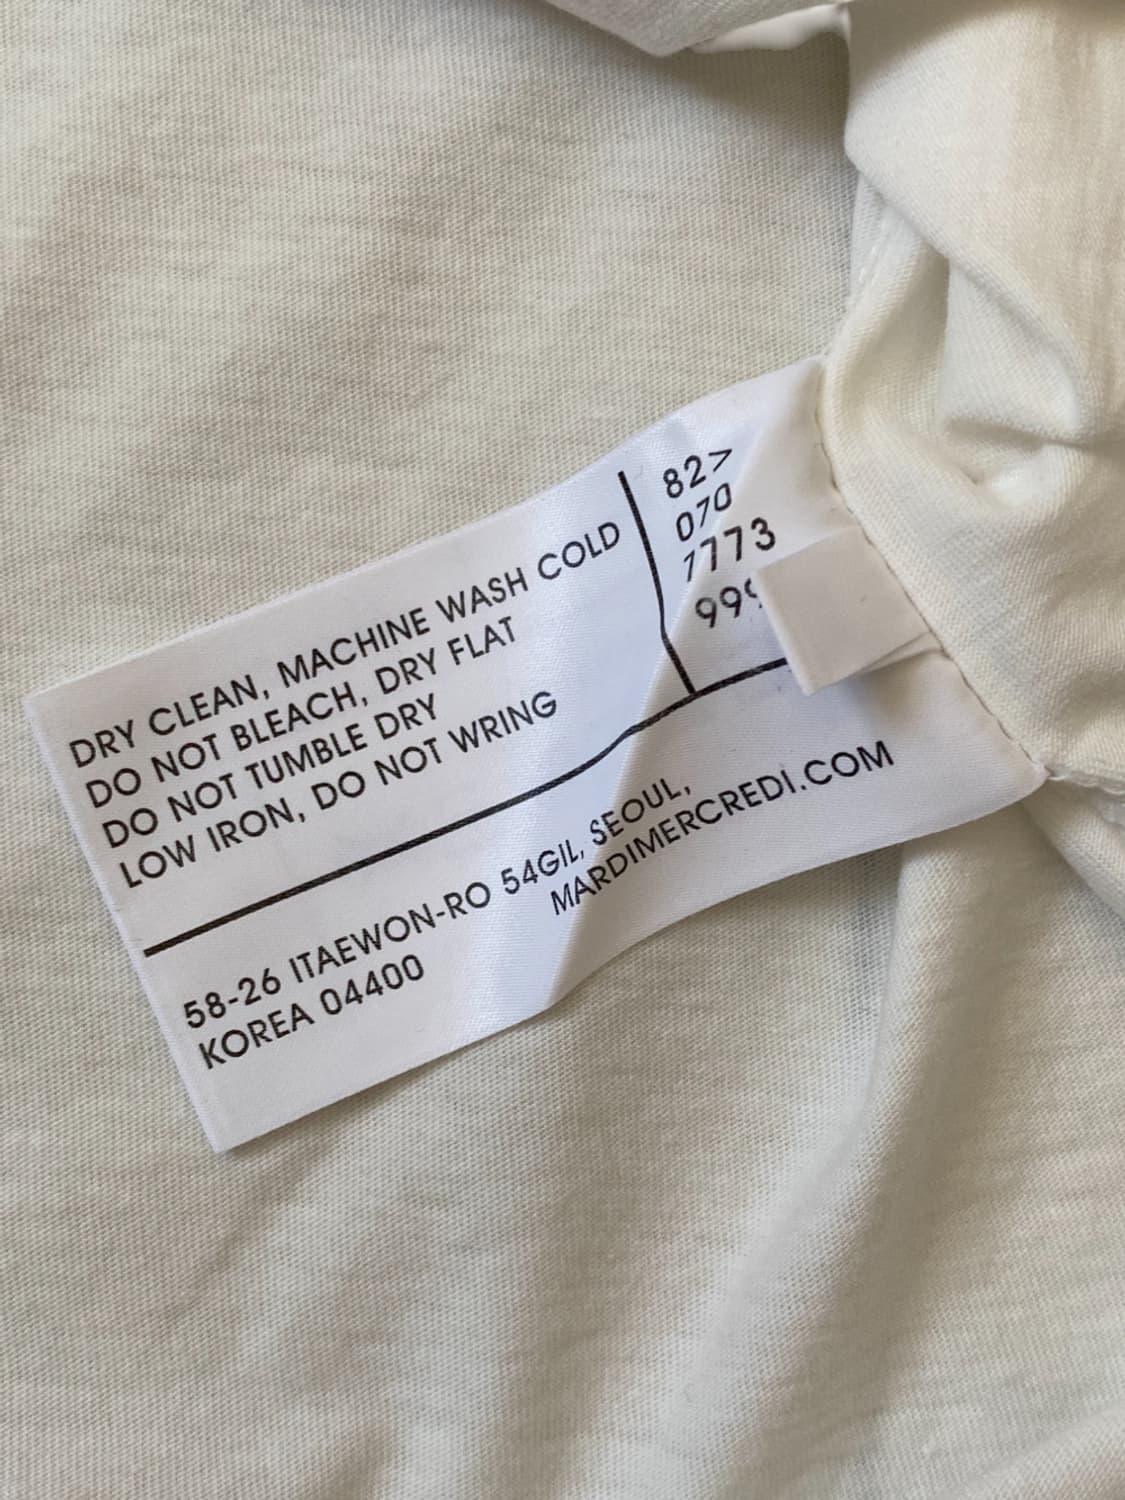 DRY CLEAN, MACHINE WASH COLD
DO NOT BLEACH, DRY FLAT
DO NOT TUMBLE DRY
LOW IRON, DO NOT WRING
82>
070
7773
58-26 ITAEWON-RO 54GIL, SEOUL,
KOREA 04400
MARDIMERCREDI.COM